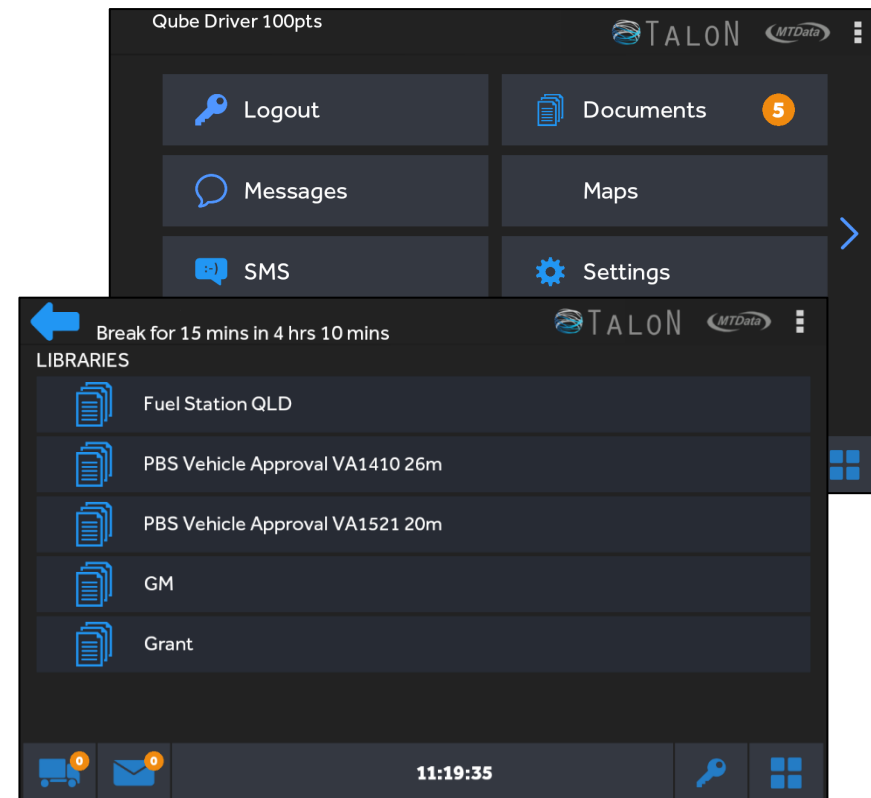 Qube Driver 100pts
TALON
MTData
Logout
Documents
5
Messages
Maps
:-)
SMS
Settings
Break for 15 mins in 4 hrs 10 mins
TALON
MTData
LIBRARIES
Fuel Station QLD
PBS Vehicle Approval VA1410 26m
PBS Vehicle Approval VA1521 20m
GM
Grant
0
0
11:19:35